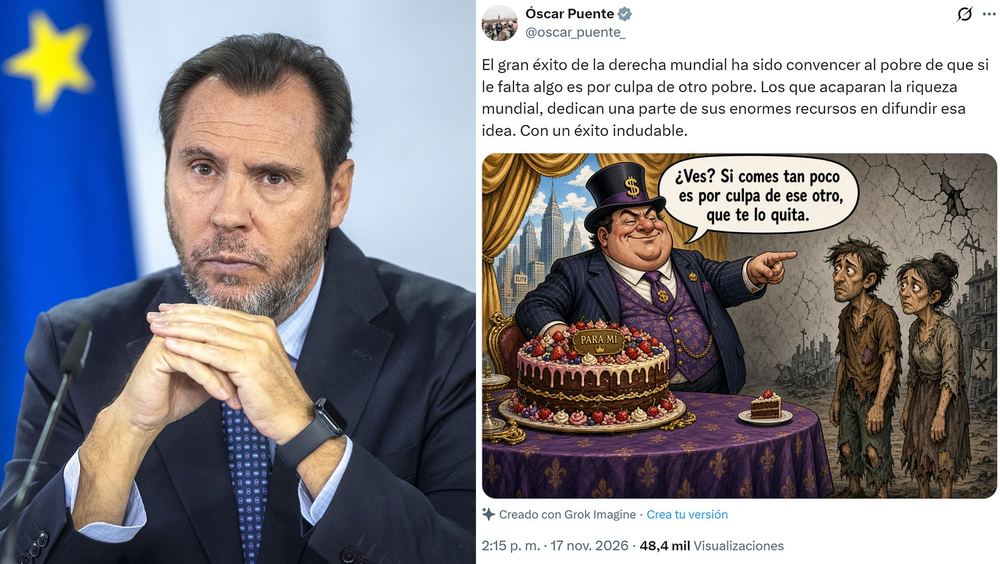 Óscar Puente
@oscar_puente_
El gran éxito de la derecha mundial ha sido convencer al pobre de que si
le falta algo es por culpa de otro pobre. Los que acaparan la riqueza
mundial, dedican una parte de sus enormes recursos en difundir esa
idea. Con un éxito indudable.
¿Ves? Si comes tan poco
es por culpa de ese otro,
que te lo quita.
$
ELITE
$
PARA MÍ
Creado con Grok Imagine · Crea tu versión
2:15 p. m. · 17 nov. 2026 · 48,4 mil Visualizaciones